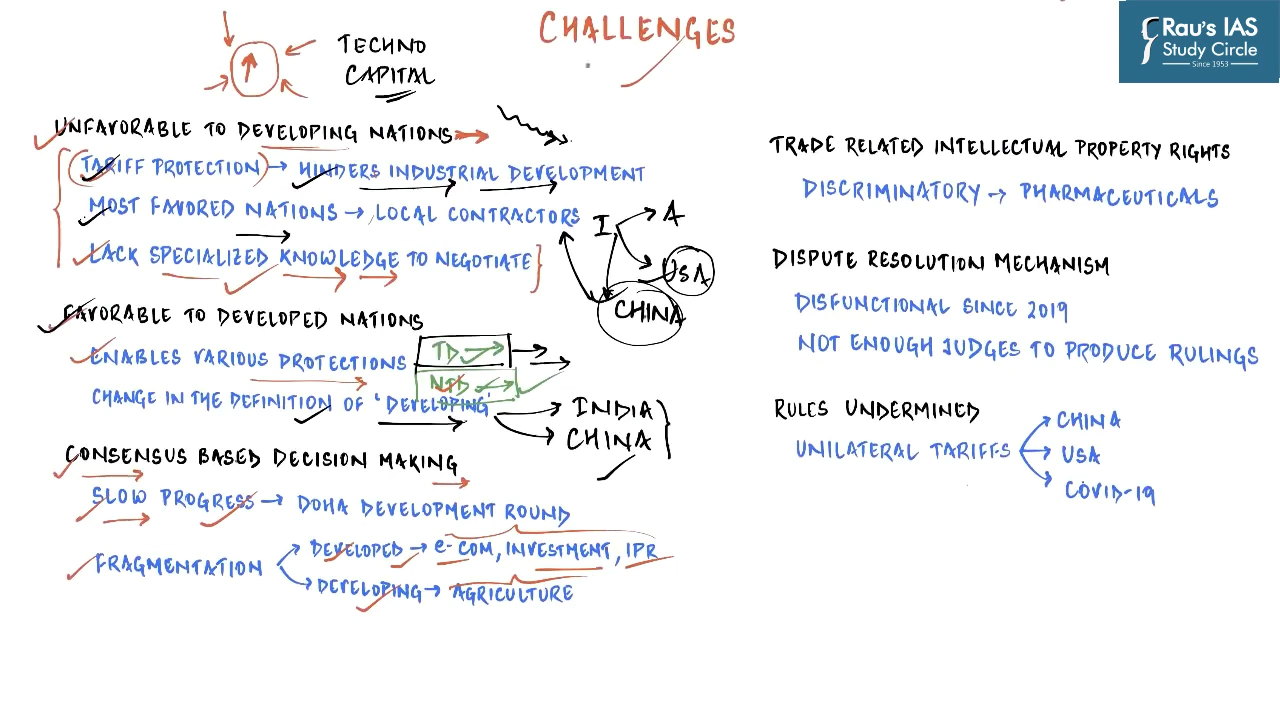 CHALLENGES
Rau's IAS
Study Circle
Since 1953
TECHNO
CAPITAL
UNFAVORABLE TO DEVELOPING NATIONS →
TARIFF PROTECTION → HINDERS INDUSTRIAL DEVELOPMENT
MOST FAVORED NATIONS → LOCAL CONTRACTORS
LACK SPECIALIZED KNOWLEDGE TO NEGOTIATE
I → A
USA
CHINA
FAVORABLE TO DEVELOPED NATIONS
ENABLES VARIOUS PROTECTIONS
TD →
NTD →
CHANGE IN THE DEFINITION OF 'DEVELOPING'
INDIA
CHINA
CONSENSUS BASED DECISION MAKING
SLOW PROGRESS → DOHA DEVELOPMENT ROUND
FRAGMENTATION
DEVELOPED → e-COM, INVESTMENT, IPR
DEVELOPING → AGRICULTURE
TRADE RELATED INTELLECTUAL PROPERTY RIGHTS
DISCRIMINATORY → PHARMACEUTICALS
DISPUTE RESOLUTION MECHANISM
DISFUNCTIONAL SINCE 2019
NOT ENOUGH JUDGES TO PRODUCE RULINGS
RULES UNDERMINED
UNILATERAL TARIFFS
CHINA
USA
COVID-19